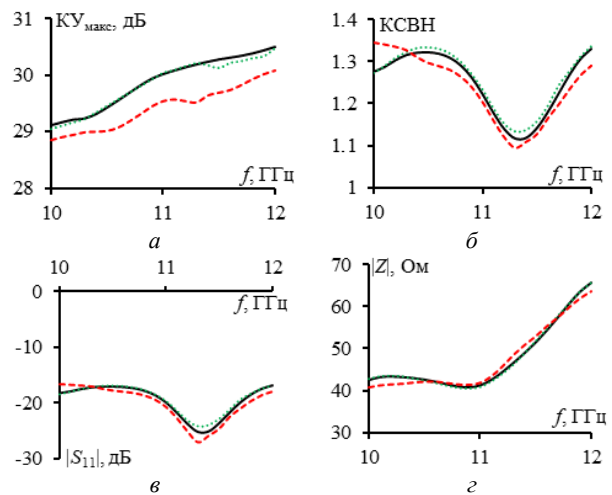 КУмакс, дБ
31
30
29
28
f, ГГц
10
11
12
а
КСВН
1.4
1.3
1.2
1.1
1
f, ГГц
10
11
12
б
10
11
12
0
f, ГГц
-10
-20
-30
|S11|, дБ
в
|Z|, Ом
70
60
50
40
30
f, ГГц
10
11
12
г